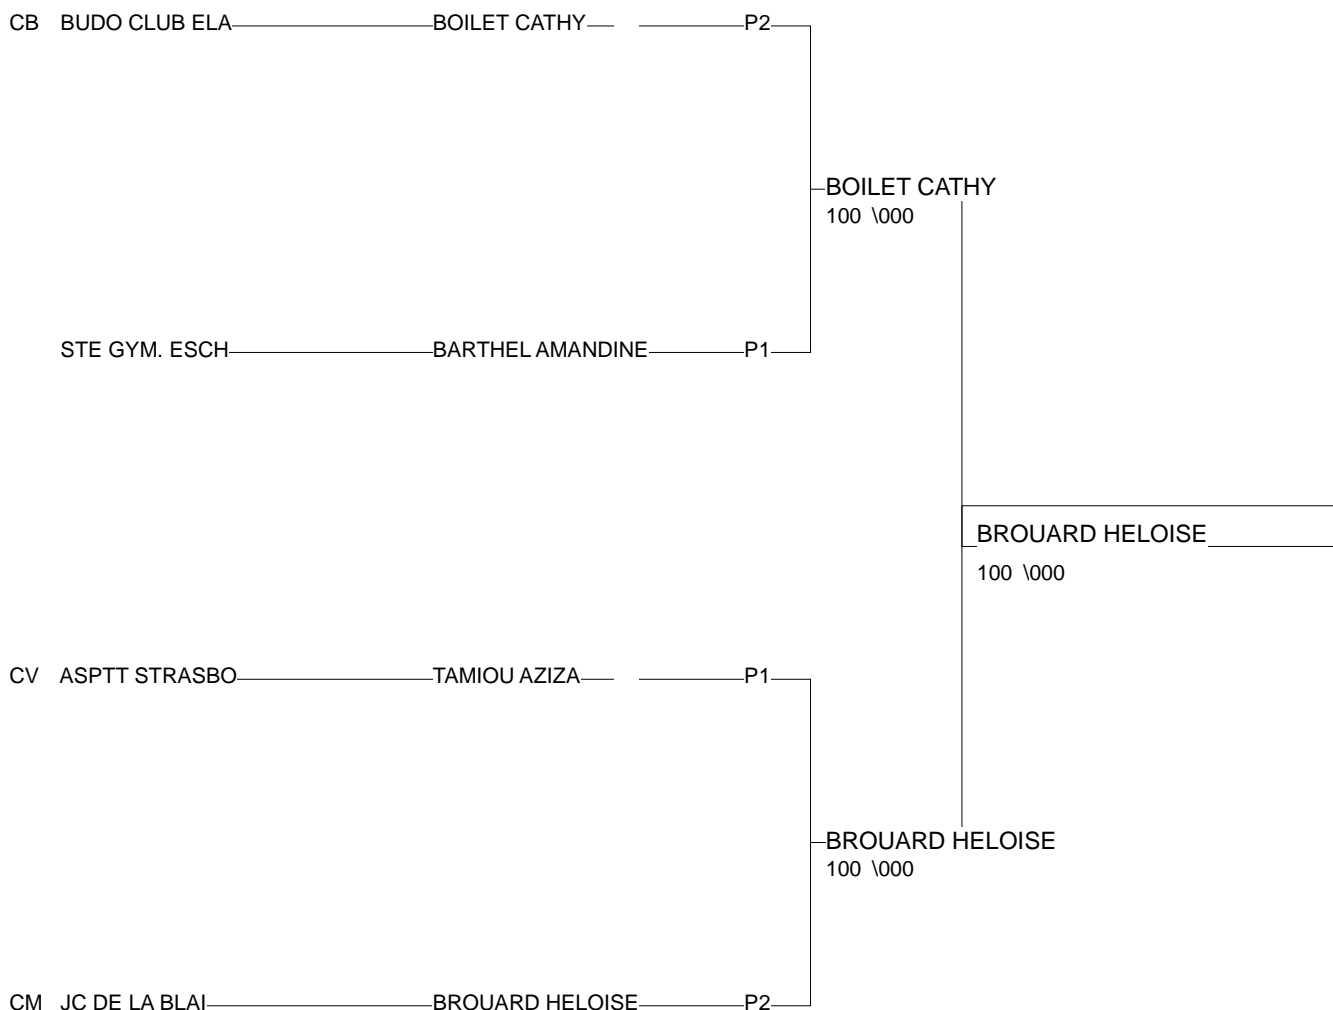 CB BUDO CLUB ELA BOILET CATHY P2
BOILET CATHY
100 \000
STE GYM. ESCH BARTHEL AMANDINE P1
BROUARD HELOISE
100 \000
CV ASPTT STRASBO TAMIOU AZIZA P1
BROUARD HELOISE
100 \000
CM JC DE LA BLAI BROUARD HELOISE P2